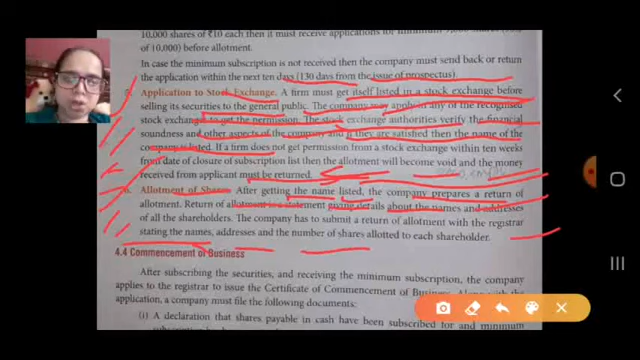 10,000 shares of ₹10 each then it must receive applications for minimum
of 10,000) before allotment.
In case the minimum subscription is not received then the company must send back or return
the application within the next ten days (130 days from the issue of prospectus).
Application to Stock Exchange. A firm must get itself listed in a stock exchange before
selling its securities to the general public. The company may apply in any of the recognised
stock exchange to get the permission. The stock exchange authorities verify the financial
soundness and other aspects of the company and if they are satisfied then the name of the
company is listed. If a firm does not get permission from a stock exchange within ten weeks
from date of closure of subscription list then the allotment will become void and the money
received from applicant must be returned.
Allotment of Shares. After getting the name listed, the company prepares a return of
allotment. Return of allotment is a statement giving details about the names and addresses
of all the shareholders. The company has to submit a return of allotment with the registrar
stating the names, addresses and the number of shares allotted to each shareholder.
4.4 Commencement of Business
After subscribing the securities, and receiving the minimum subscription, the company
applies to the registrar to issue the Certificate of Commencement of Business. Along with the
application, a company must file the following documents:
(i) A declaration that shares payable in cash have been subscribed for and minimum